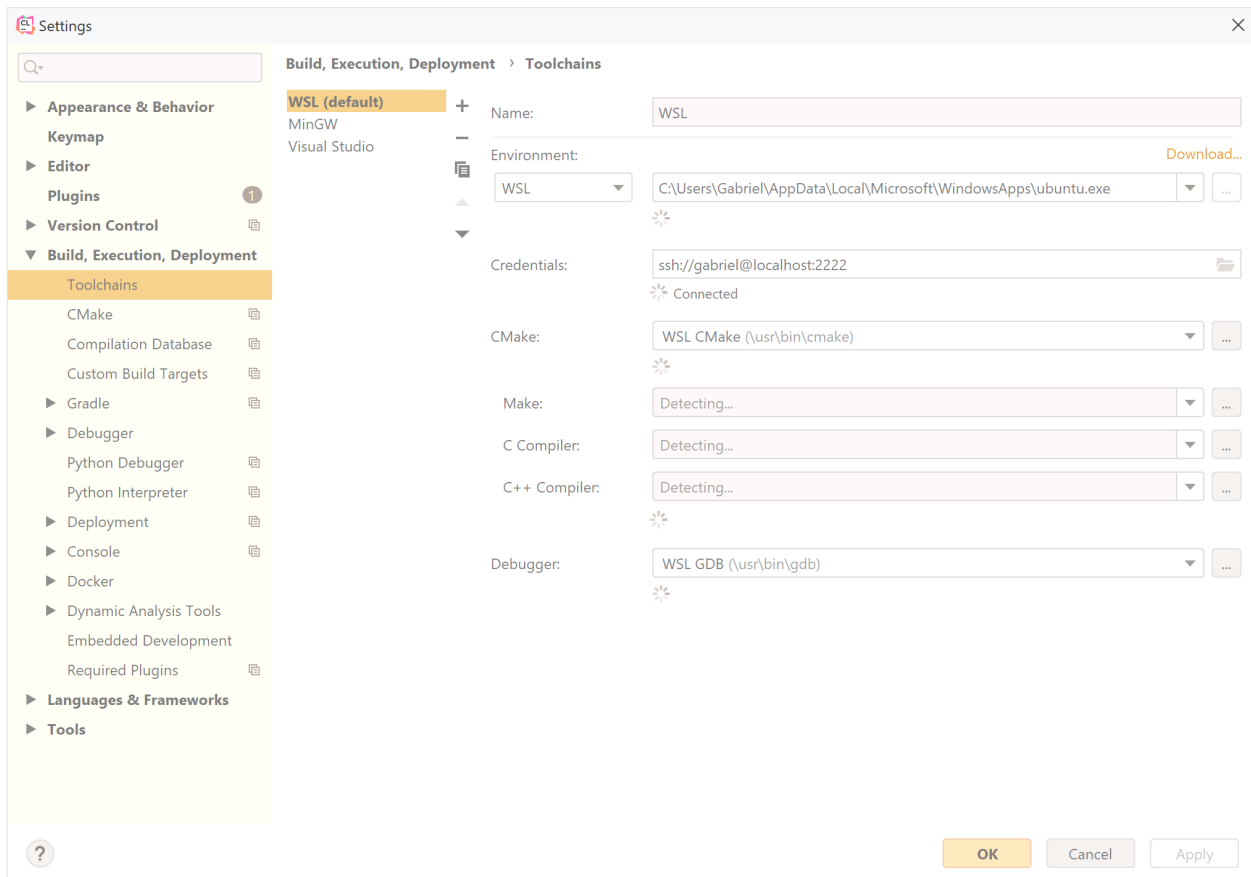 Settings
Build, Execution, Deployment › Toolchains
Appearance & Behavior
Keymap
Editor
Plugins 1
Version Control
Build, Execution, Deployment
Toolchains
CMake
Compilation Database
Custom Build Targets
Gradle
Debugger
Python Debugger
Python Interpreter
Deployment
Console
Docker
Dynamic Analysis Tools
Embedded Development
Required Plugins
Languages & Frameworks
Tools
WSL (default)
MinGW
Visual Studio
Name: WSL
Environment: Download...
WSL C:\Users\Gabriel\AppData\Local\Microsoft\WindowsApps\ubuntu.exe ...
Credentials: ssh://gabriel@localhost:2222
Connected
CMake: WSL CMake (\usr\bin\cmake) ...
Make: Detecting... ...
C Compiler: Detecting... ...
C++ Compiler: Detecting... ...
Debugger: WSL GDB (\usr\bin\gdb) ...
? OK Cancel Apply